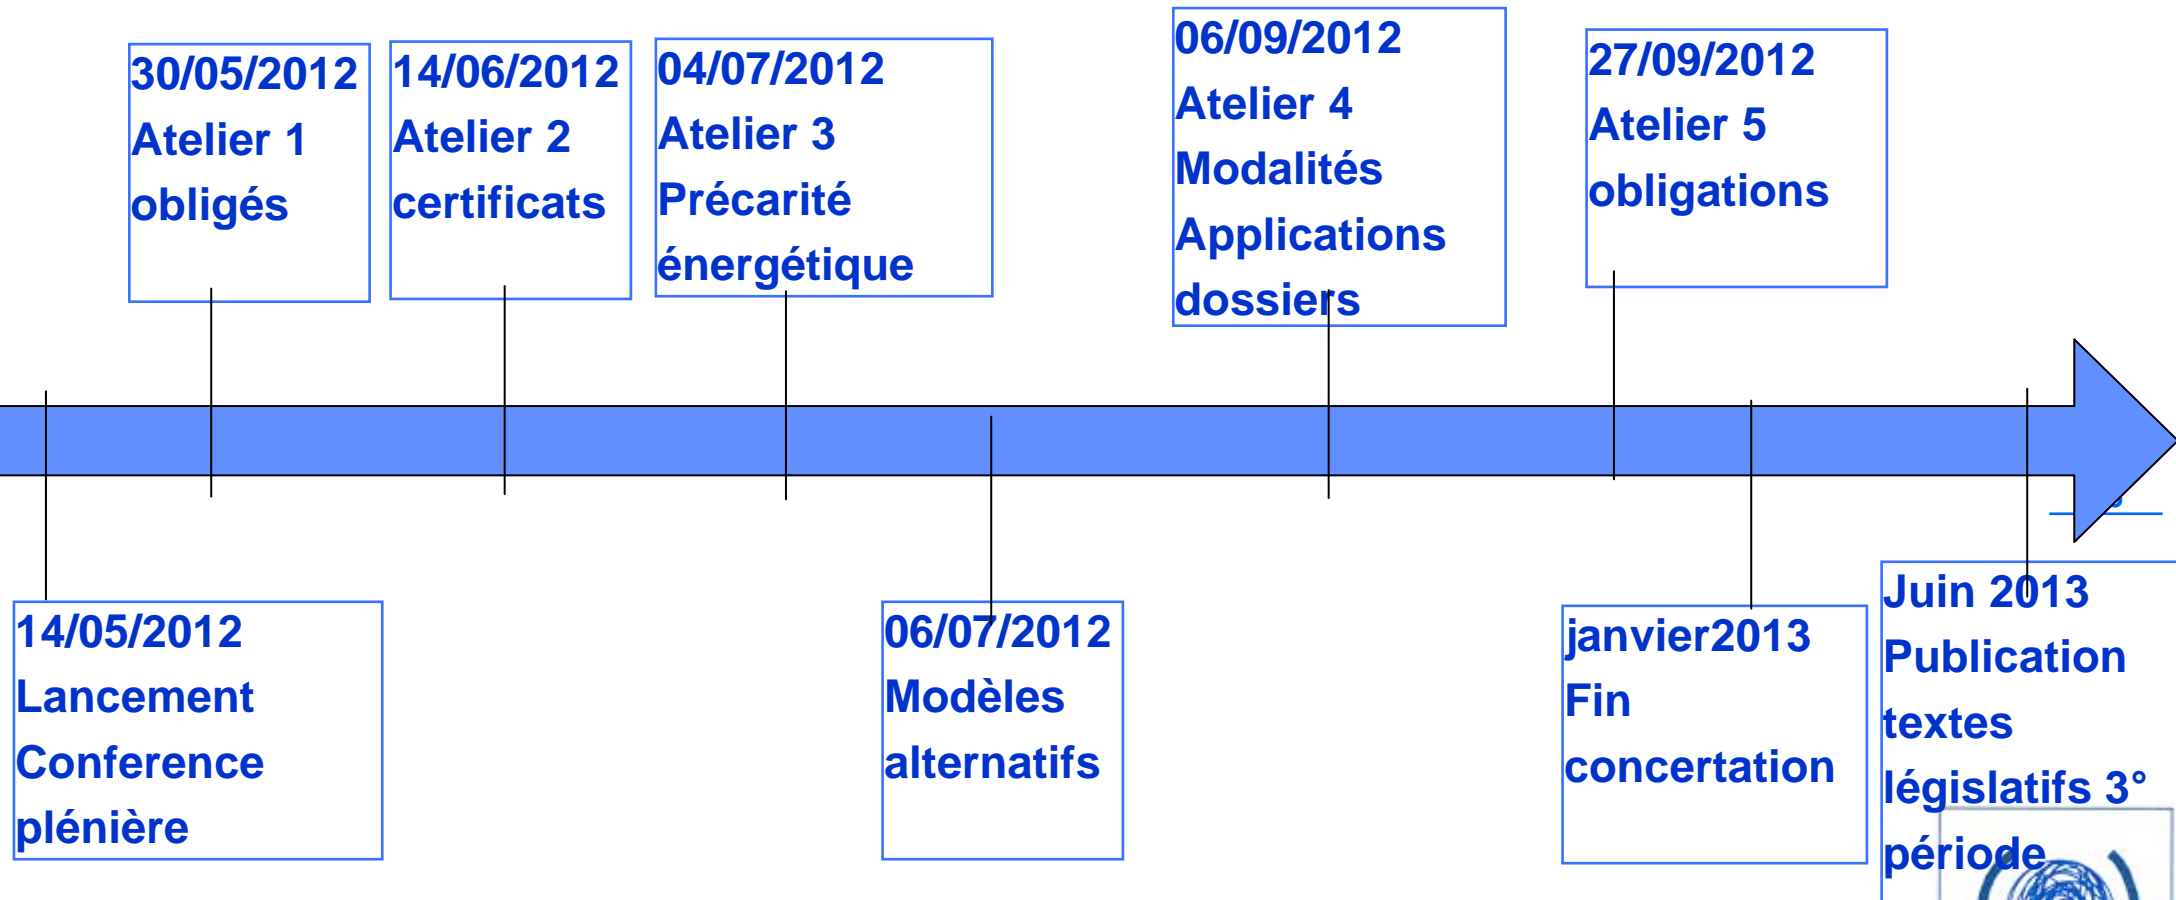 30/05/2012
Atelier 1
obligés
14/06/2012
Atelier 2
certificats
04/07/2012
Atelier 3
Précarité
énergétique
06/09/2012
Atelier 4
Modalités
Applications
dossiers
27/09/2012
Atelier 5
obligations
14/05/2012
Lancement
Conference
plénière
06/07/2012
Modèles
alternatifs
janvier2013
Fin
concertation
Juin 2013
Publication
textes
législatifs 3°
période